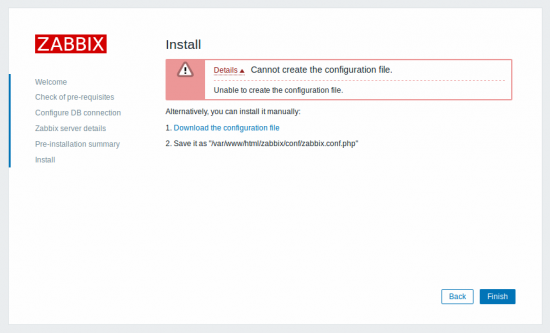 ZABBIX
Welcome
Check of pre-requisites
Configure DB connection
Zabbix server details
Pre-installation summary
Install
Install
Details Cannot create the configuration file.
Unable to create the configuration file.
Alternatively, you can install it manually:
1. Download the configuration file
2. Save it as "/var/www/html/zabbix/conf/zabbix.conf.php"
Back Finish